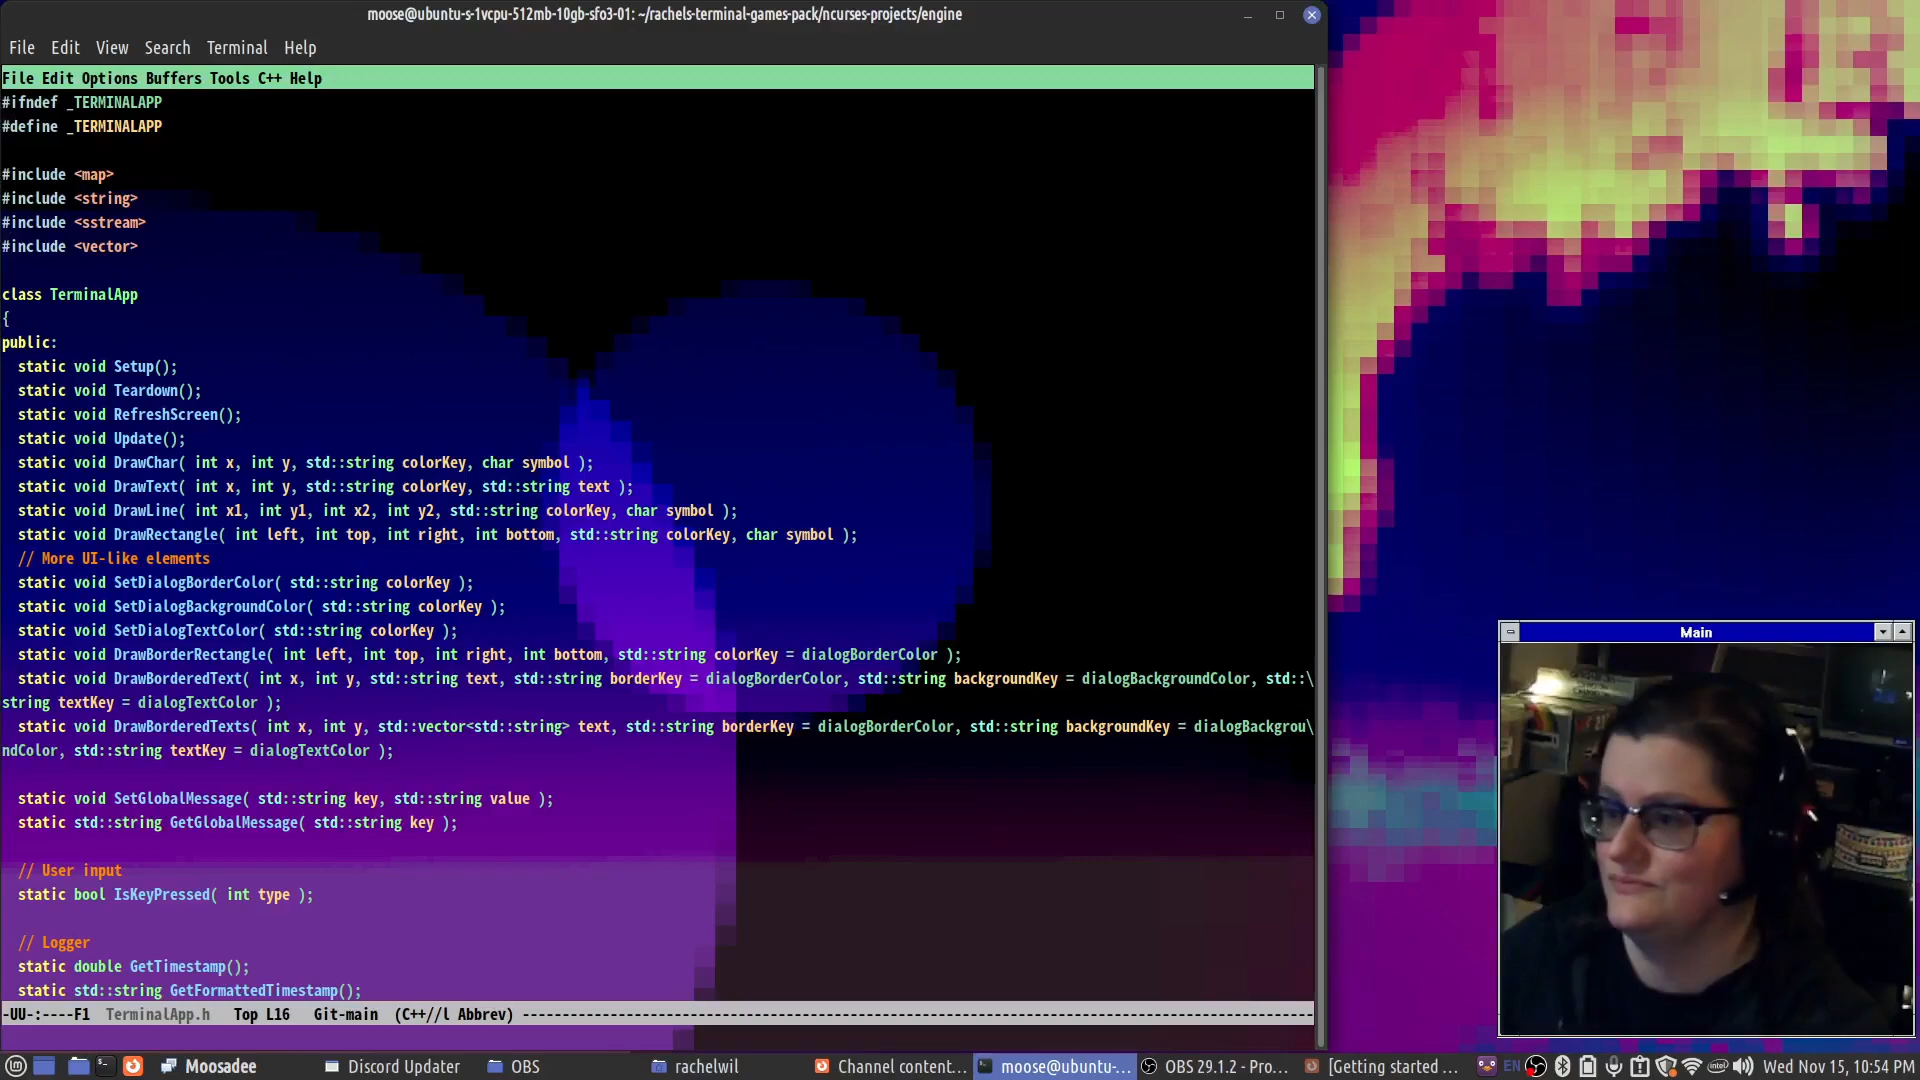 moose@ubuntu-s-1vcpu-512mb-10gb-sfo3-01: ~/rachels-terminal-games-pack/ncurses-projects/engine
File Edit View Search Terminal Help
File Edit Options Buffers Tools C++ Help
#ifndef _TERMINALAPP
#define _TERMINALAPP
#include <map>
#include <string>
#include <sstream>
#include <vector>
class TerminalApp
{
public:
static void Setup();
static void Teardown();
static void RefreshScreen();
static void Update();
static void DrawChar( int x, int y, std::string colorKey, char symbol );
static void DrawText( int x, int y, std::string colorKey, std::string text );
static void DrawLine( int x1, int y1, int x2, int y2, std::string colorKey, char symbol );
static void DrawRectangle( int left, int top, int right, int bottom, std::string colorKey, char symbol );
// More UI-like elements
static void SetDialogBorderColor( std::string colorKey );
static void SetDialogBackgroundColor( std::string colorKey );
static void SetDialogTextColor( std::string colorKey );
static void DrawBorderRectangle( int left, int top, int right, int bottom, std::string colorKey = dialogBorderColor );
static void DrawBorderedText( int x, int y, std::string text, std::string borderKey = dialogBorderColor, std::string backgroundKey = dialogBackgroundColor, std::\
string textKey = dialogTextColor );
static void DrawBorderedTexts( int x, int y, std::vector<std::string> text, std::string borderKey = dialogBorderColor, std::string backgroundKey = dialogBackgrou\
ndColor, std::string textKey = dialogTextColor );
static void SetGlobalMessage( std::string key, std::string value );
static std::string GetGlobalMessage( std::string key );
// User input
static bool IsKeyPressed( int type );
// Logger
static double GetTimestamp();
static std::string GetFormattedTimestamp();
-UU-:----F1 TerminalApp.h Top L16 Git-main (C++//l Abbrev) ----------------------------------------------------------------------------------------------------
Main
Moosadee Discord Updater OBS rachelwil Channel content... moose@ubuntu-... OBS 29.1.2 - Pro... [Getting started ... EN Wed Nov 15, 10:54 PM